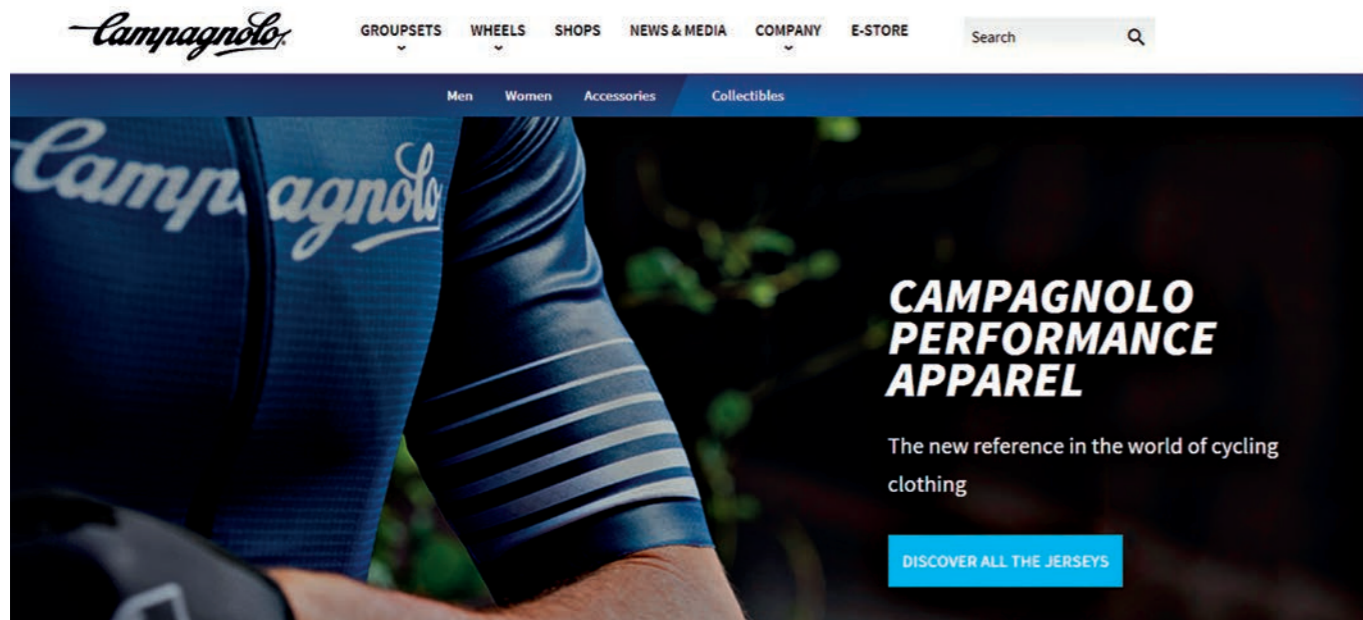 Campagnolo
GROUPSETS WHEELS SHOPS NEWS & MEDIA COMPANY E-STORE Search
Men Women Accessories Collectibles
Campagnolo
CAMPAGNOLO
PERFORMANCE
APPAREL
The new reference in the world of cycling
clothing
DISCOVER ALL THE JERSEYS